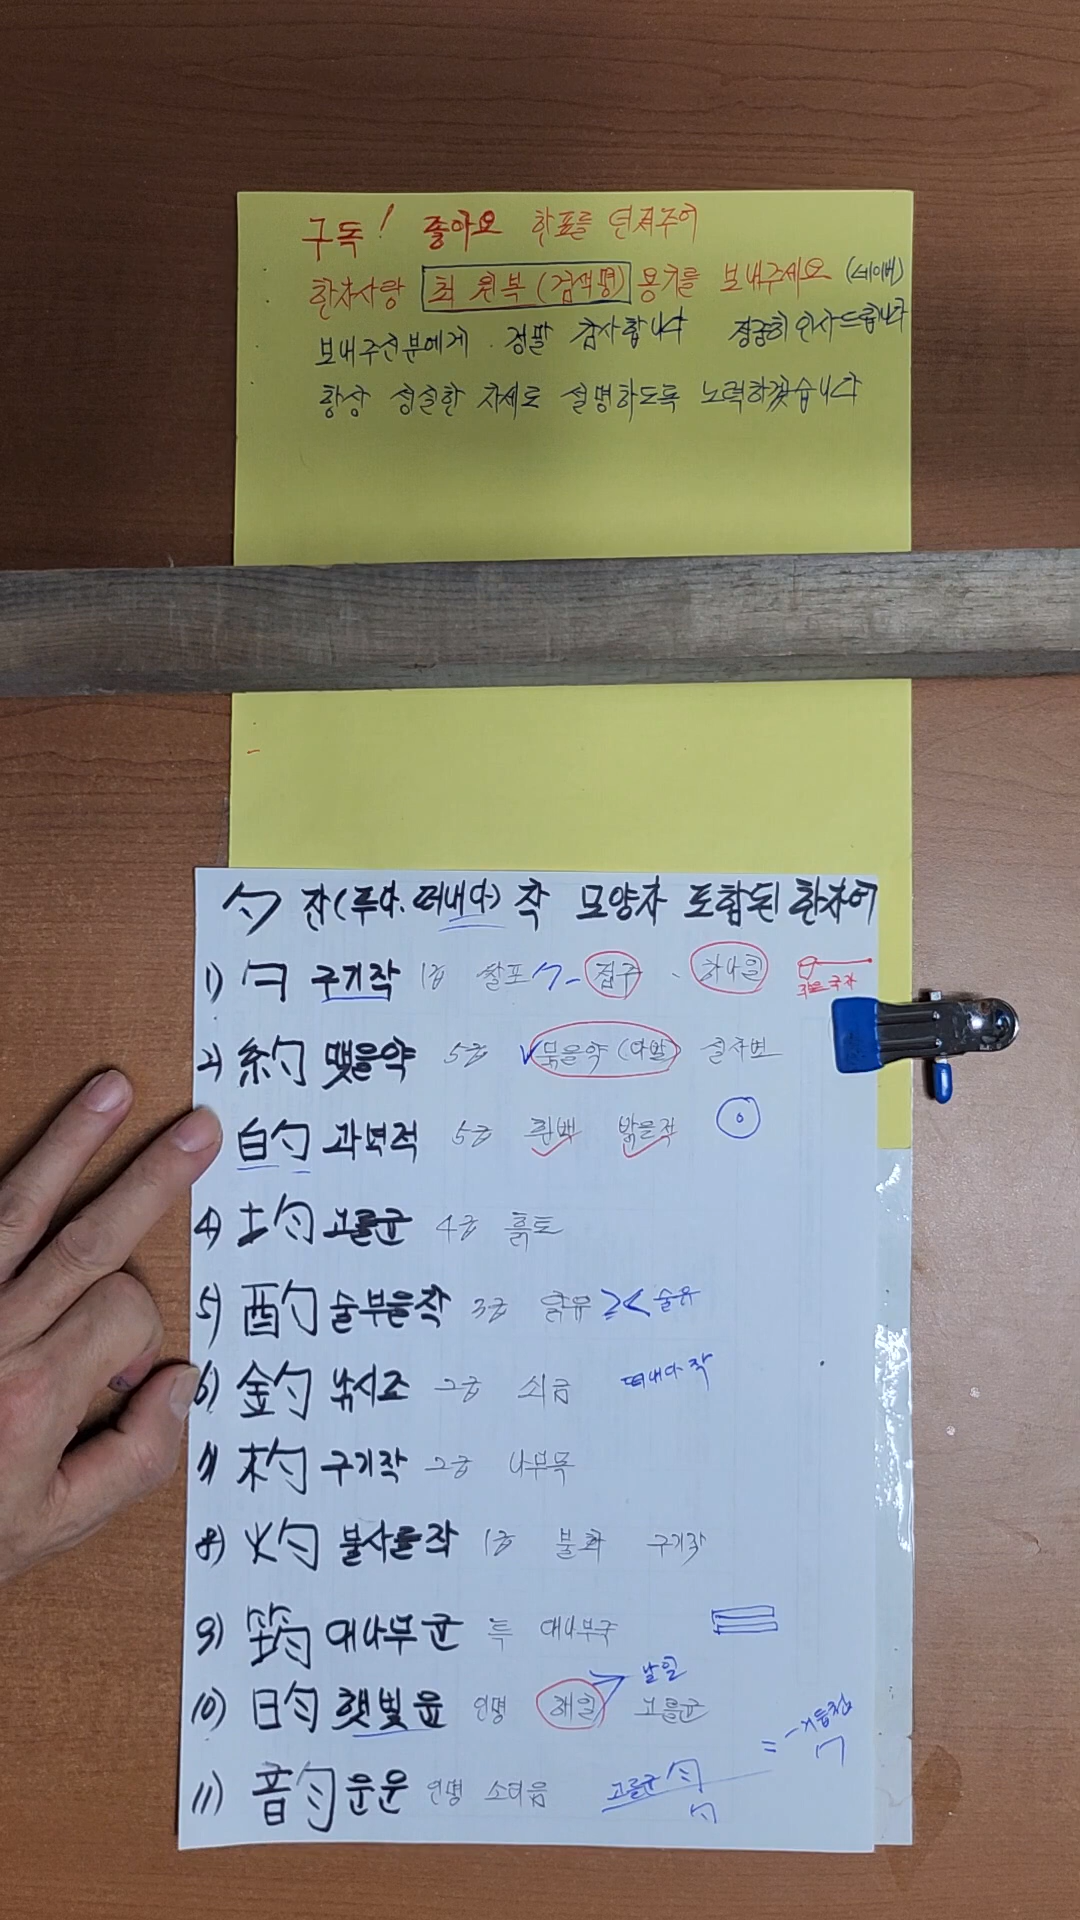 구독! 좋아요 한표를 던져주어
한자사랑 최 원복 (검색명) 용기를 보내주세요 (네이버)
보내주신분에게 . 정말 감사합니다 정중히 인사드립니다
항상 성실한 자세로 설명하도록 노력하겠습니다
勺 잔(푸다. 떠내다) 작 모양자 포함된 한자어
1) 勺 구기작 1급 쌀포 勹 점주 、 하나일
작은 국자
2) 約 맺을약 5급 √묶을약 (다발) 실사변
的 과녁적 5급 흰백 밝을적
4) 均 고를균 4급 흙토
5) 酌 술부을작 3급 닭유 술유
6) 釣 낚시조 2급 쇠금 떠내다 작
7) 杓 구기작 2급 나무목
8) 灼 불사를작 1급 불화 구기작
9) 筠 대나무균 특 대나무죽
10) 昀 햇빛윤 인명 해일 날일 고를균
11) 韵 운운 인명 소리음 고를균 勻 =
勹